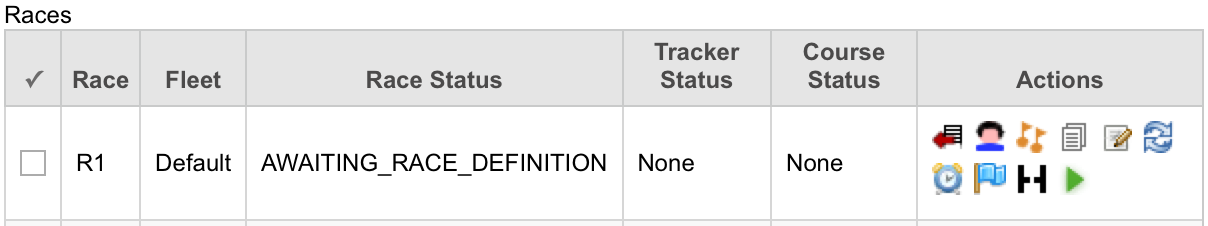 Races
✓ Race Fleet Race Status Tracker Status Course Status Actions
R1 Default AWAITING_RACE_DEFINITION None None